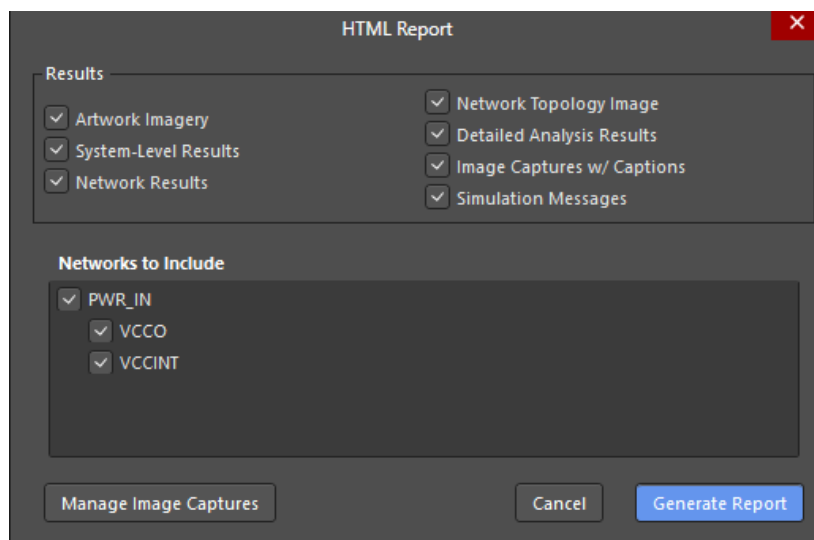 HTML Report
Results
Artwork Imagery
System-Level Results
Network Results
Network Topology Image
Detailed Analysis Results
Image Captures w/ Captions
Simulation Messages
Networks to Include
PWR_IN
VCCO
VCCINT
Manage Image Captures
Cancel
Generate Report